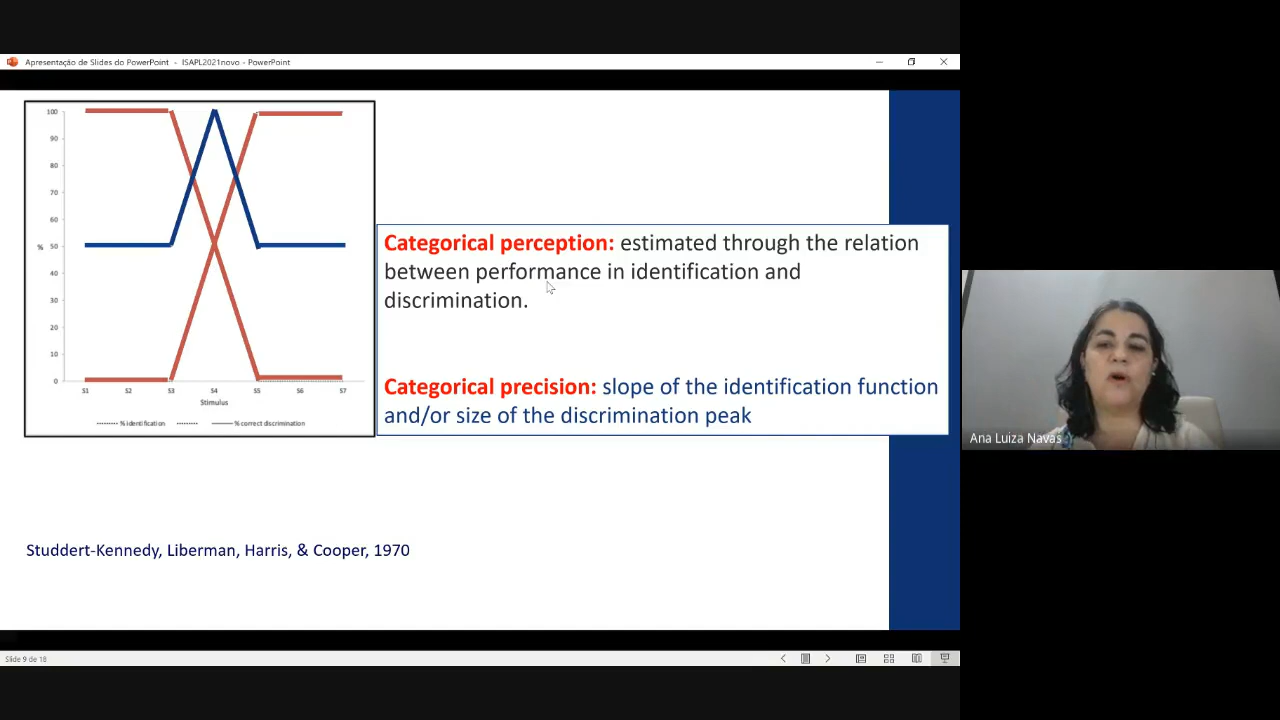 Apresentação de Slides do PowerPoint - ISAPL2021novo - PowerPoint
100
90
80
70
60
50
40
30
20
10
0
%
S1 S2 S3 S4 S5 S6 S7
Stimulus
% identification
% correct discrimination
Categorical perception: estimated through the relation
between performance in identification and
discrimination.
Categorical precision: slope of the identification function
and/or size of the discrimination peak
Studdert-Kennedy, Liberman, Harris, & Cooper, 1970
Ana Luiza Navas
Slide 9 de 18